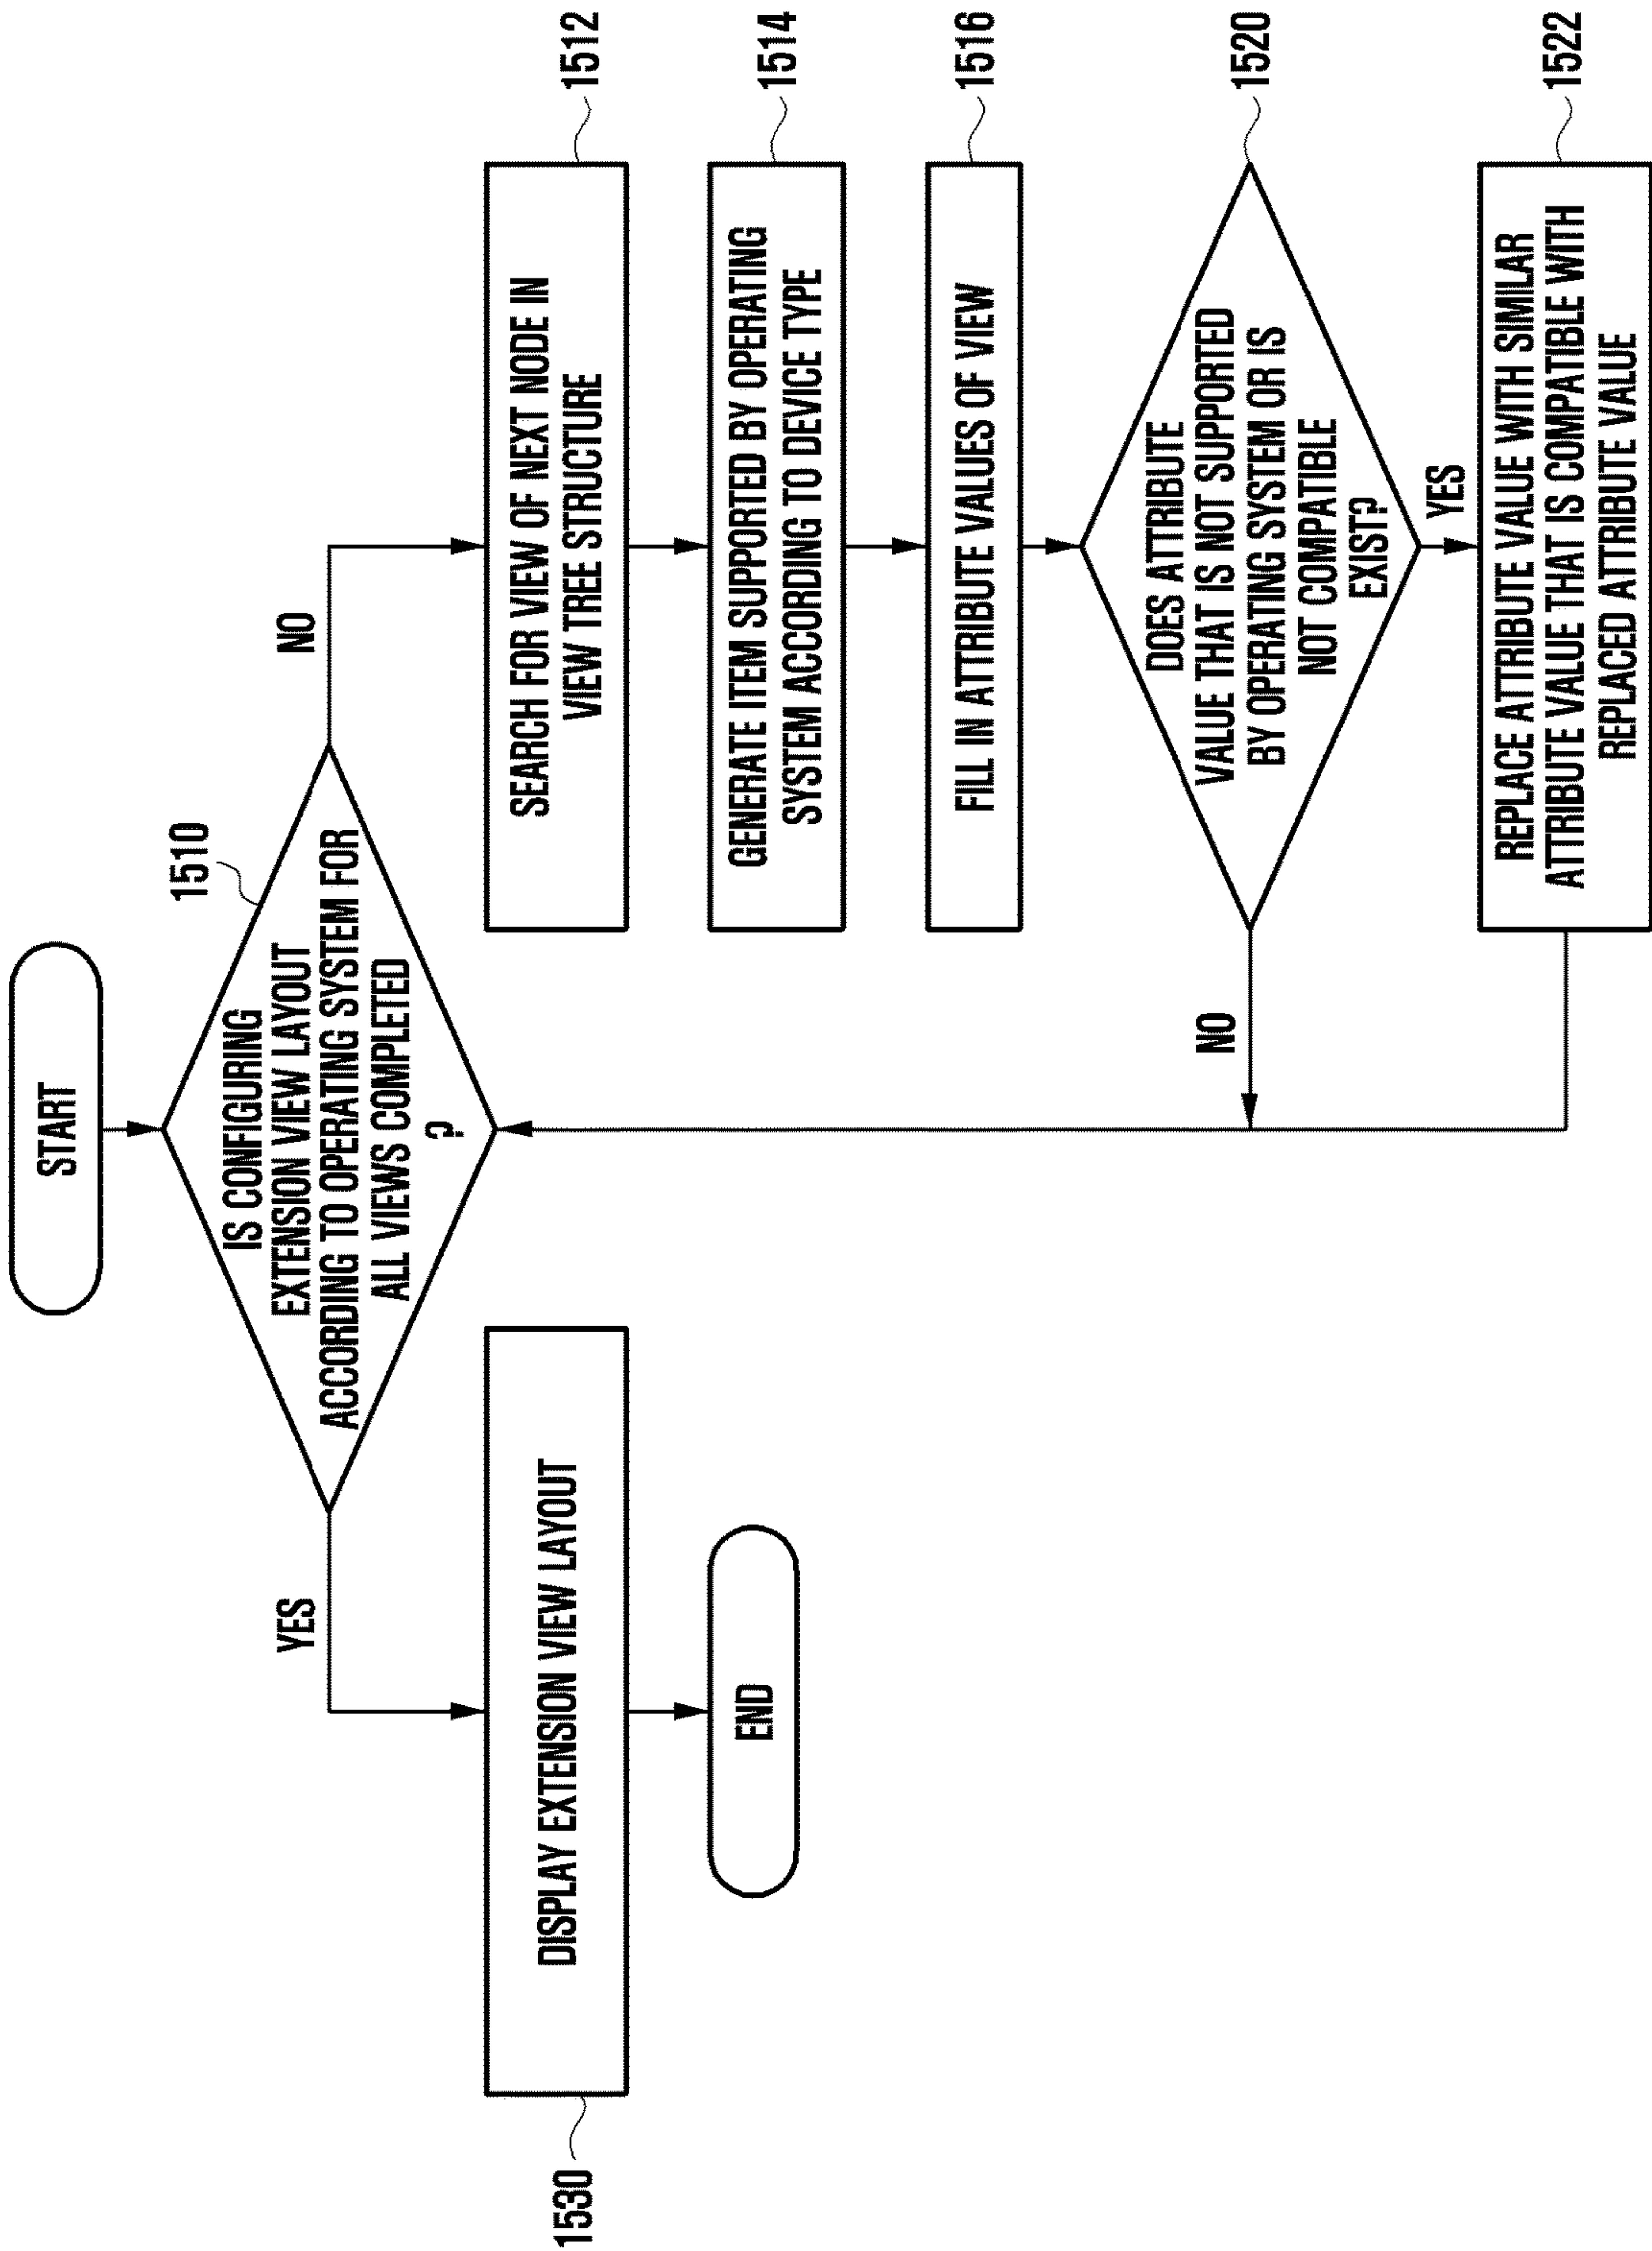 START
1510
IS CONFIGURING
EXTENSION VIEW LAYOUT
ACCORDING TO OPERATING SYSTEM FOR
ALL VIEWS COMPLETED
?
YES
NO
1530
DISPLAY EXTENSION VIEW LAYOUT
END
SEARCH FOR VIEW OF NEXT NODE IN
VIEW TREE STRUCTURE
1512
GENERATE ITEM SUPPORTED BY OPERATING
SYSTEM ACCORDING TO DEVICE TYPE
1514
FILL IN ATTRIBUTE VALUES OF VIEW
1516
DOES ATTRIBUTE
VALUE THAT IS NOT SUPPORTED
BY OPERATING SYSTEM OR IS
NOT COMPATIBLE
EXIST?
1520
NO
YES
REPLACE ATTRIBUTE VALUE WITH SIMILAR
ATTRIBUTE VALUE THAT IS COMPATIBLE WITH
REPLACED ATTRIBUTE VALUE
1522